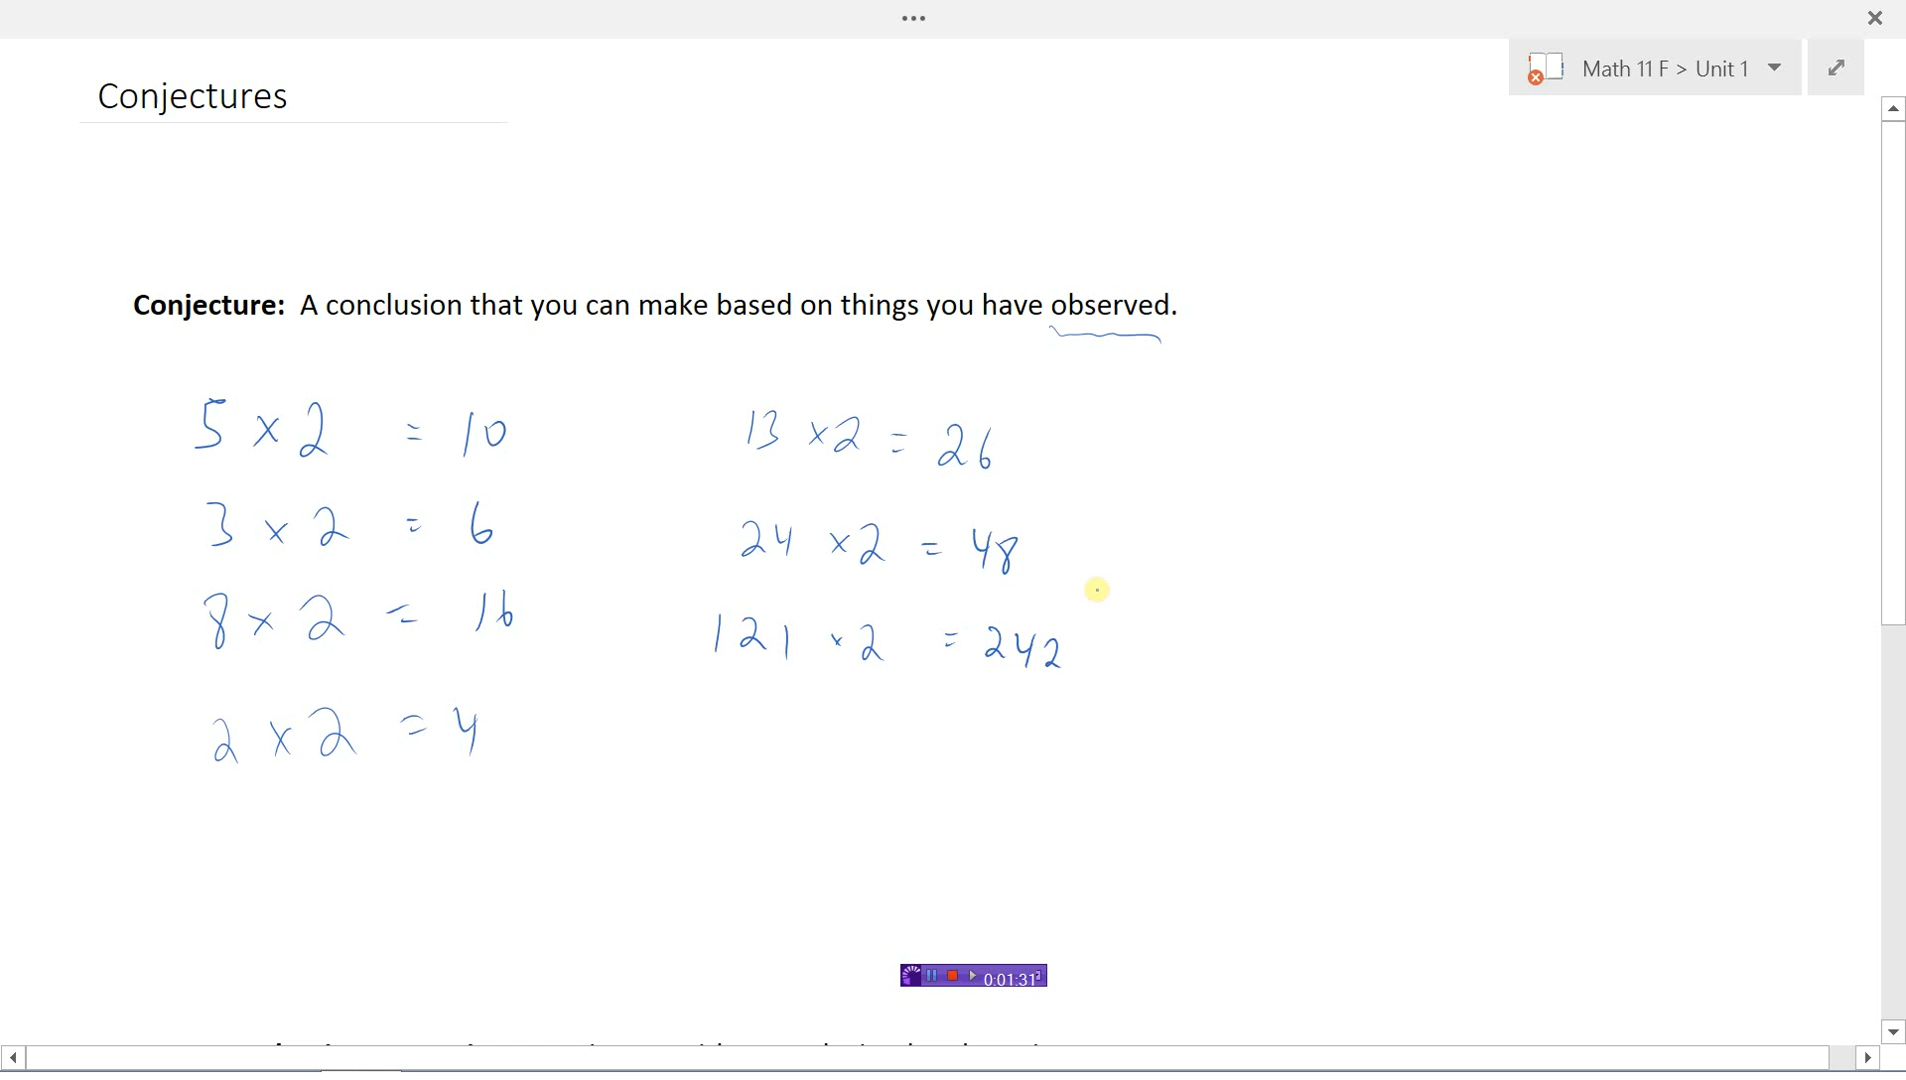 Math 11 F > Unit 1
Conjectures
Conjecture: A conclusion that you can make based on things you have observed.
5 × 2 = 10
3 × 2 = 6
8 × 2 = 16
2 × 2 = 4
13 × 2 = 26
24 × 2 = 48
121 × 2 = 242
0:01:31